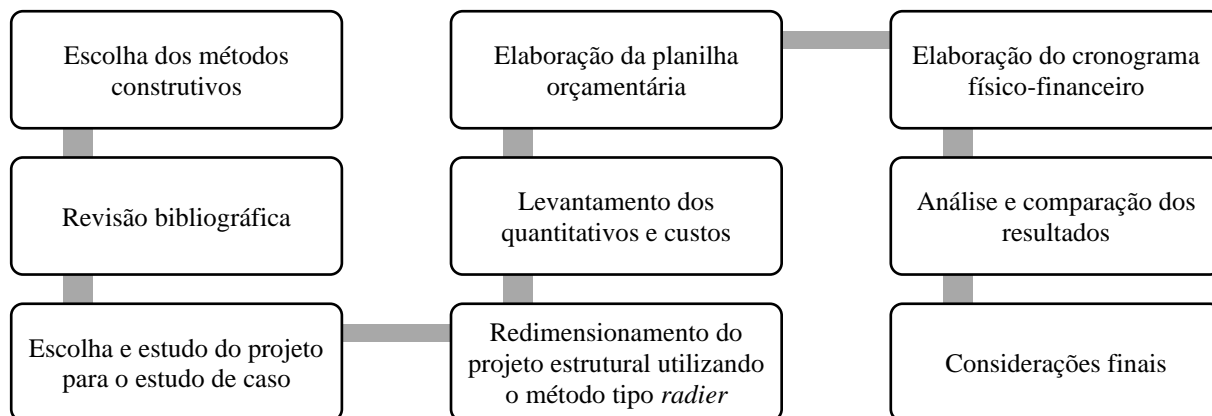 Escolha dos métodos
construtivos
Revisão bibliográfica
Escolha e estudo do projeto
para o estudo de caso
Redimensionamento do
projeto estrutural utilizando
o método tipo radier
Levantamento dos
quantitativos e custos
Elaboração da planilha
orçamentária
Elaboração do cronograma
físico-financeiro
Análise e comparação dos
resultados
Considerações finais